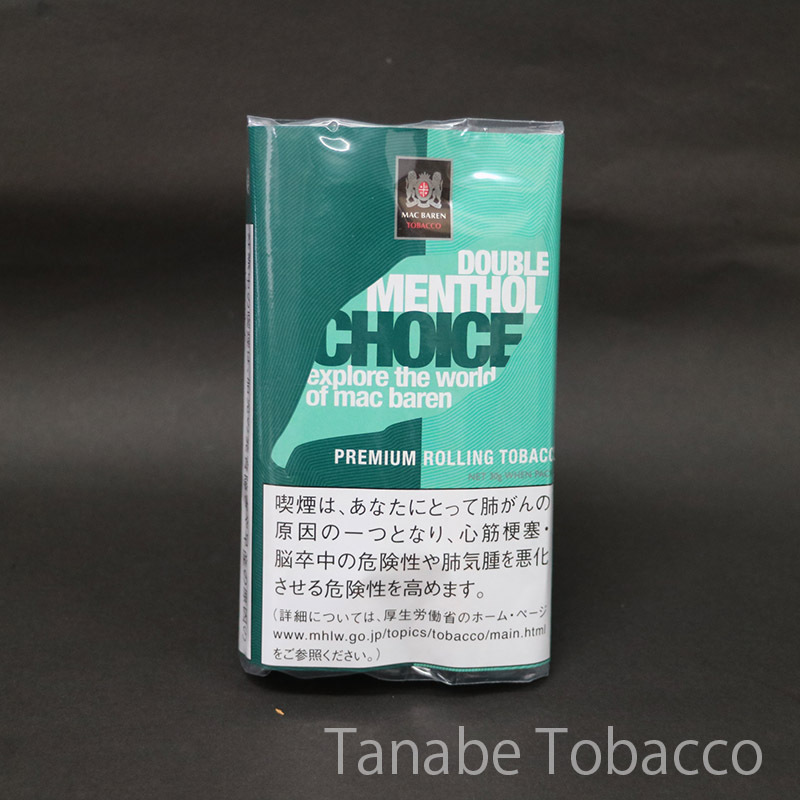 MAC BAREN
TOBACCO
DOUBLE
MENTHOL
CHOICE
explore the world
of mac baren
PREMIUM ROLLING TOBACCO
NET 30g WHEN PACKED
喫煙は、あなたにとって肺がんの
原因の一つとなり、心筋梗塞・
脳卒中の危険性や肺気腫を悪化
させる危険性を高めます。
(詳細については、厚生労働省のホーム・ページ
www.mhlw.go.jp/topics/tobacco/main.html
をご参照ください。)
Tanabe Tobacco